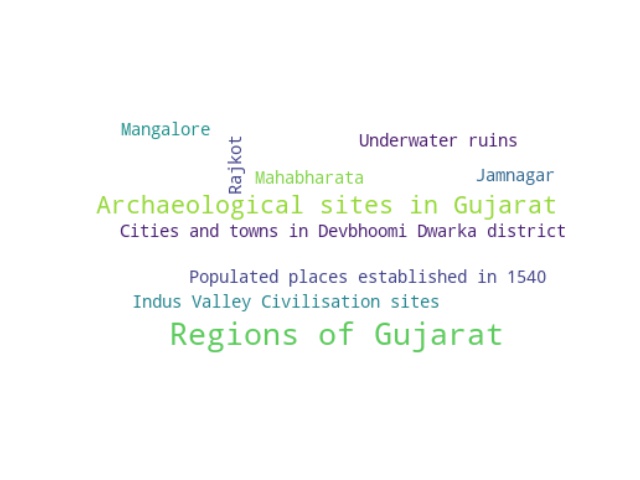 Mangalore
Underwater ruins
Rajkot
Mahabharata
Jamnagar
Archaeological sites in Gujarat
Cities and towns in Devbhoomi Dwarka district
Populated places established in 1540
Indus Valley Civilisation sites
Regions of Gujarat